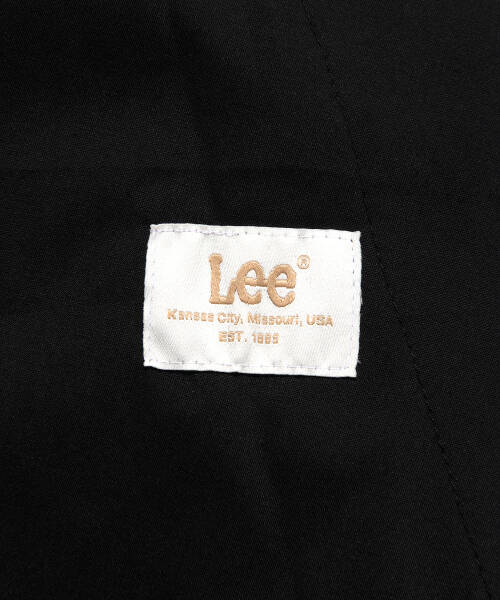 Lee®
Kansas City, Missouri, USA
EST. 1889